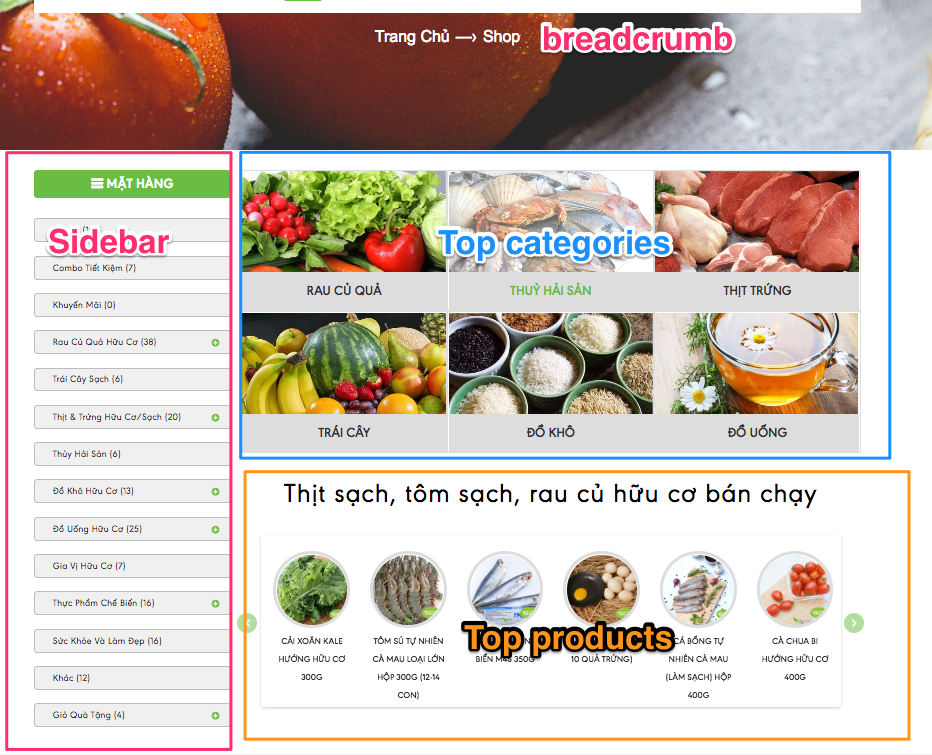 Trang Chủ ⟶ Shop
breadcrumb
MẶT HÀNG
Sidebar
Combo Tiết Kiệm (7)
Khuyến Mãi (0)
Rau Củ Quả Hữu Cơ (38)
Trái Cây Sạch (6)
Thịt & Trứng Hữu Cơ/Sạch (20)
Thủy Hải Sản (6)
Đồ Khô Hữu Cơ (13)
Đồ Uống Hữu Cơ (25)
Gia Vị Hữu Cơ (7)
Thực Phẩm Chế Biến (16)
Sức Khỏe Và Làm Đẹp (16)
Khác (12)
Giỏ Quà Tặng (4)
Top categories
RAU CỦ QUẢ
THUỶ HẢI SẢN
THỊT TRỨNG
TRÁI CÂY
ĐỒ KHÔ
ĐỒ UỐNG
Thịt sạch, tôm sạch, rau củ hữu cơ bán chạy
Top products
CẢI XOĂN KALE
HƯỚNG HỮU CƠ
300G
TÔM SÚ TỰ NHIÊN
CÀ MAU LOẠI LỚN
HỘP 300G (12-14
CON)
BIỂN 350G
10 QUẢ TRỨNG)
CÁ BỐNG TỰ
NHIÊN CÀ MAU
(LÀM SẠCH) HỘP
400G
CÀ CHUA BI
HƯỚNG HỮU CƠ
400G